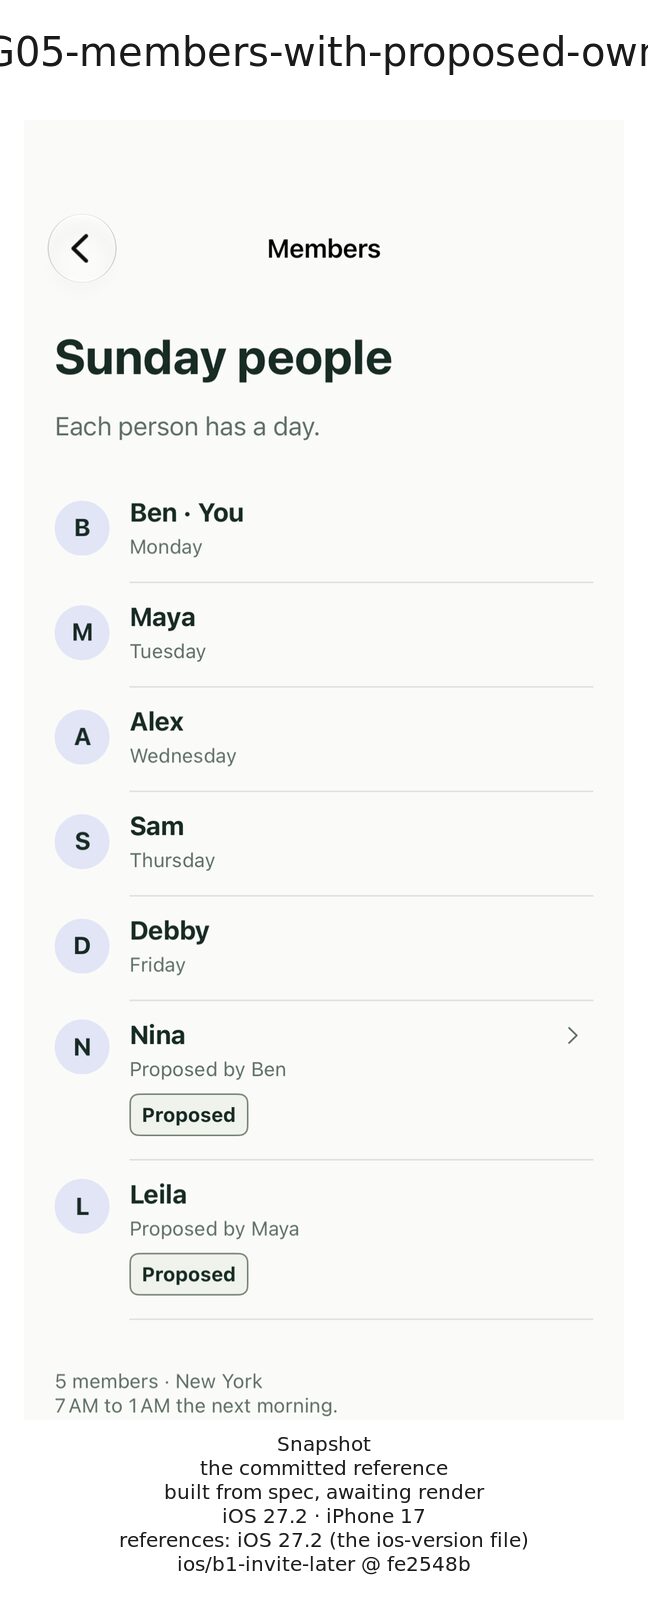 G05-members-with-proposed-own
Members
Sunday people
Each person has a day.
B
Ben · You
Monday
M
Maya
Tuesday
A
Alex
Wednesday
S
Sam
Thursday
D
Debby
Friday
N
Nina
Proposed by Ben
Proposed
L
Leila
Proposed by Maya
Proposed
5 members · New York
7 AM to 1 AM the next morning.
Snapshot
the committed reference
built from spec, awaiting render
iOS 27.2 · iPhone 17
references: iOS 27.2 (the ios-version file)
ios/b1-invite-later @ fe2548b